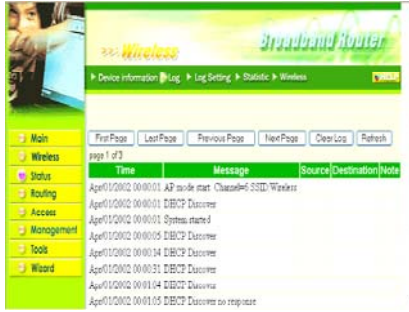 Wireless
Broadband Router
Device information Log Log Setting Statistic Wireless
HELP
Main
Wireless
Status
Routing
Access
Management
Tools
Wizard
First Page Last Page Previous Page Next Page Clear Log Refresh
page 1 of 3
Time Message Source Destination Note
Apr/01/2002 00:00:01 AP mode start. Channel=6 SSID:Wireless
Apr/01/2002 00:00:01 DHCP Discover
Apr/01/2002 00:00:01 System started
Apr/01/2002 00:00:05 DHCP Discover
Apr/01/2002 00:00:14 DHCP Discover
Apr/01/2002 00:00:31 DHCP Discover
Apr/01/2002 00:01:04 DHCP Discover
Apr/01/2002 00:01:05 DHCP Discover no response